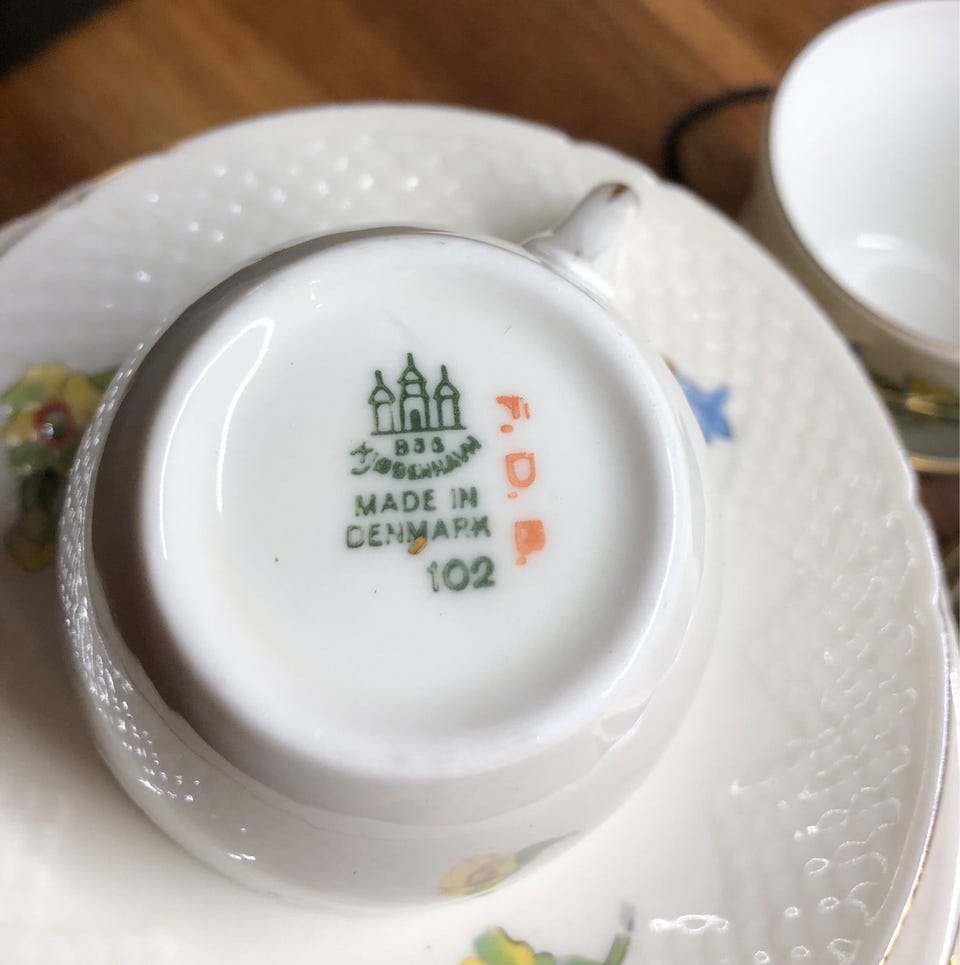 B&G
KJØBENHAVN
MADE IN
DENMARK
102
F. D. B.